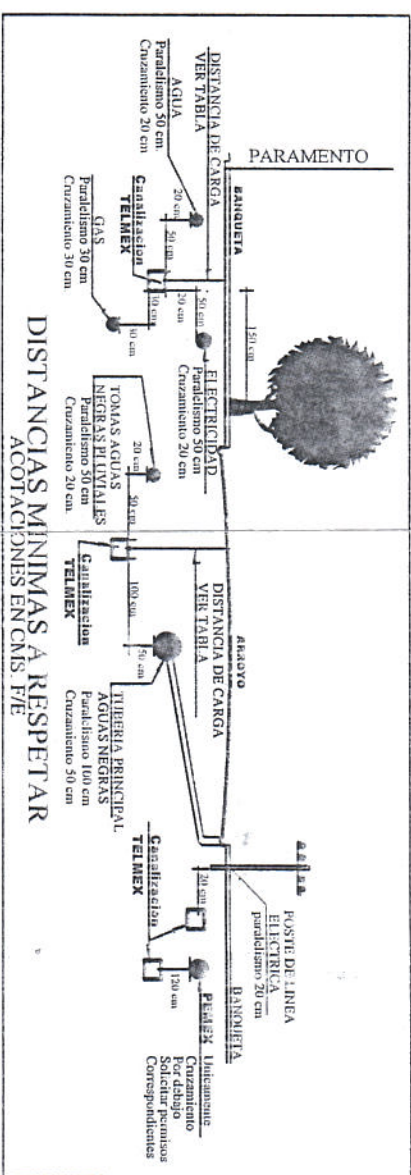 PARAMENTO
BANQUETA
DISTANCIA DE CARGA
VER TABLA
AGUA
Paralelismo 50 cm.
Cruzamiento 20 cm
20 cm
50 cm
Canalizacion
TELMEX
GAS
Paralelismo 30 cm
Cruzamiento 30 cm.
30 cm
30 cm
20 cm
50 cm
150 cm
ELECTRICIDAD
Paralelismo 50 cm
Cruzamiento 20 cm
TOMAS AGUAS
NEGRAS PLUVIALES
Paralelismo 50 cm
Cruzamiento 20 cm.
20 cm
50 cm
Canalizacion
TELMEX
100 cm
50 cm
ARROYO
DISTANCIA DE CARGA
VER TABLA
TUBERIA PRINCIPAL
AGUAS NEGRAS
Paralelismo 100 cm
Cruzamiento 50 cm
POSTE DE LINEA
ELECTRICA
paralelismo 20 cm
BANQUETA
20 cm
Canalizacion
TELMEX
120 cm
PEMEX Unicamente
Cruzamiento
Por debajo
Solicitar permisos
Correspondientes
DISTANCIAS MINIMAS A RESPETAR
ACOTACIONES EN CMS. F/E